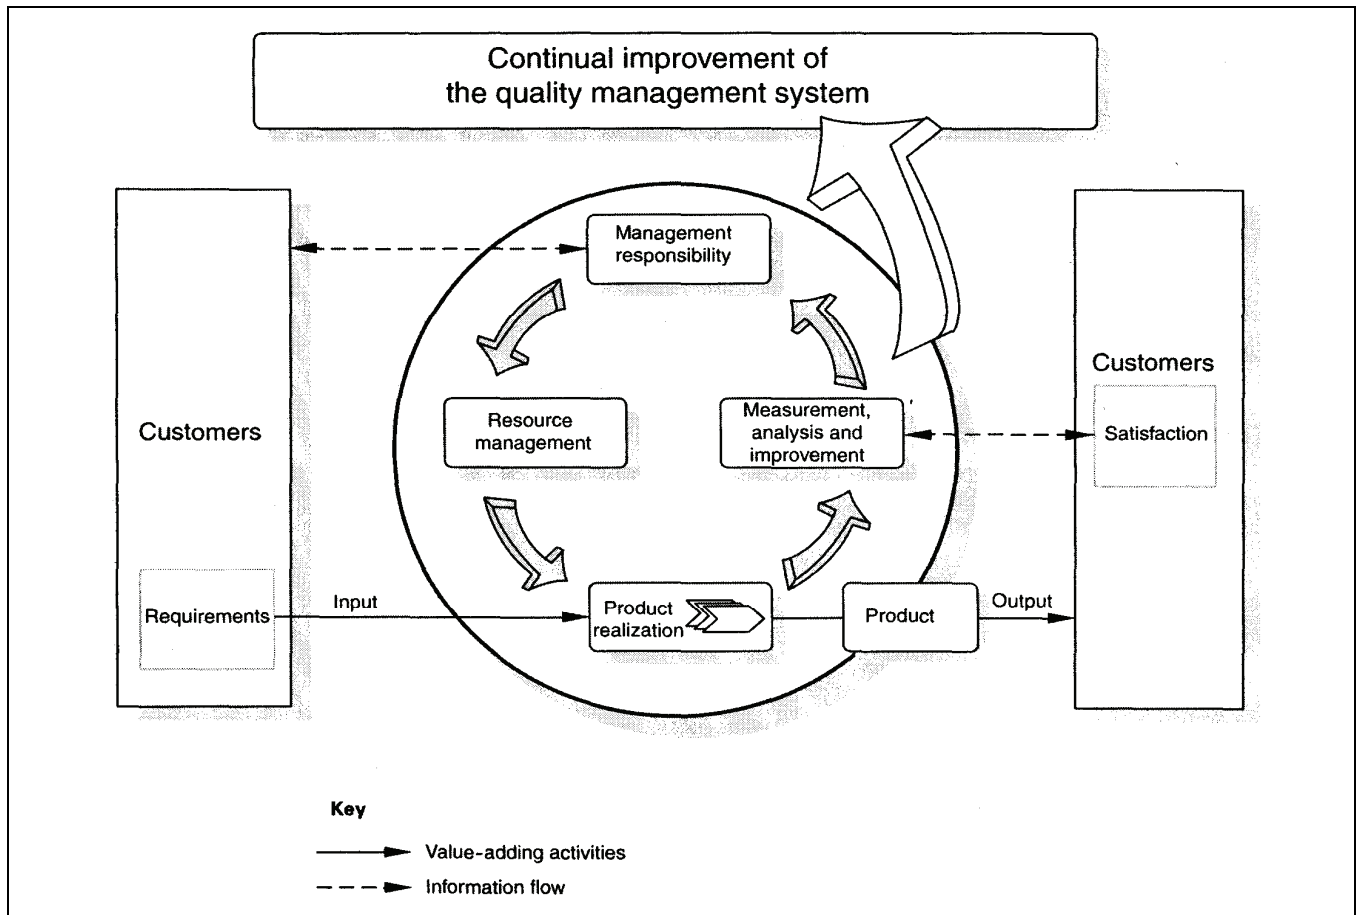 Continual improvement of
the quality management system
Management
responsibility
Customers
Resource
management
Measurement,
analysis and
improvement
Customers
Satisfaction
Requirements
Input
Product
realization
Product
Output
Key
Value-adding activities
Information flow